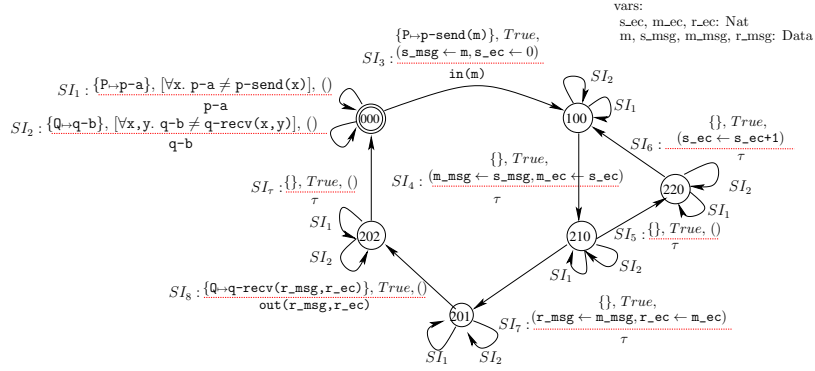 vars:
s_ec, m_ec, r_ec: Nat
m, s_msg, m_msg, r_msg: Data
{P↦p-send(m)}, True,
SI₃ : (s_msg ← m, s_ec ← 0)
in(m)
SI₁ : {P↦p-a}, [∀x. p-a ≠ p-send(x)], ()
p-a
SI₂ : {Q↦q-b}, [∀x,y. q-b ≠ q-recv(x,y)], ()
q-b
000
100
SI₂
SI₁
SI₆ : {}, True,
(s_ec ← s_ec+1)
τ
{}, True,
SI₄ : (m_msg ← s_msg, m_ec ← s_ec)
τ
SI_τ : {}, True, ()
τ
220
SI₂
SI₁
SI₁
SI₂
202
210
SI₅ : {}, True, ()
τ
SI₁
SI₂
SI₈ : {Q↦q-recv(r_msg,r_ec)}, True, ()
out(r_msg,r_ec)
201
{}, True,
SI₇ : (r_msg ← m_msg, r_ec ← m_ec)
τ
SI₁
SI₂